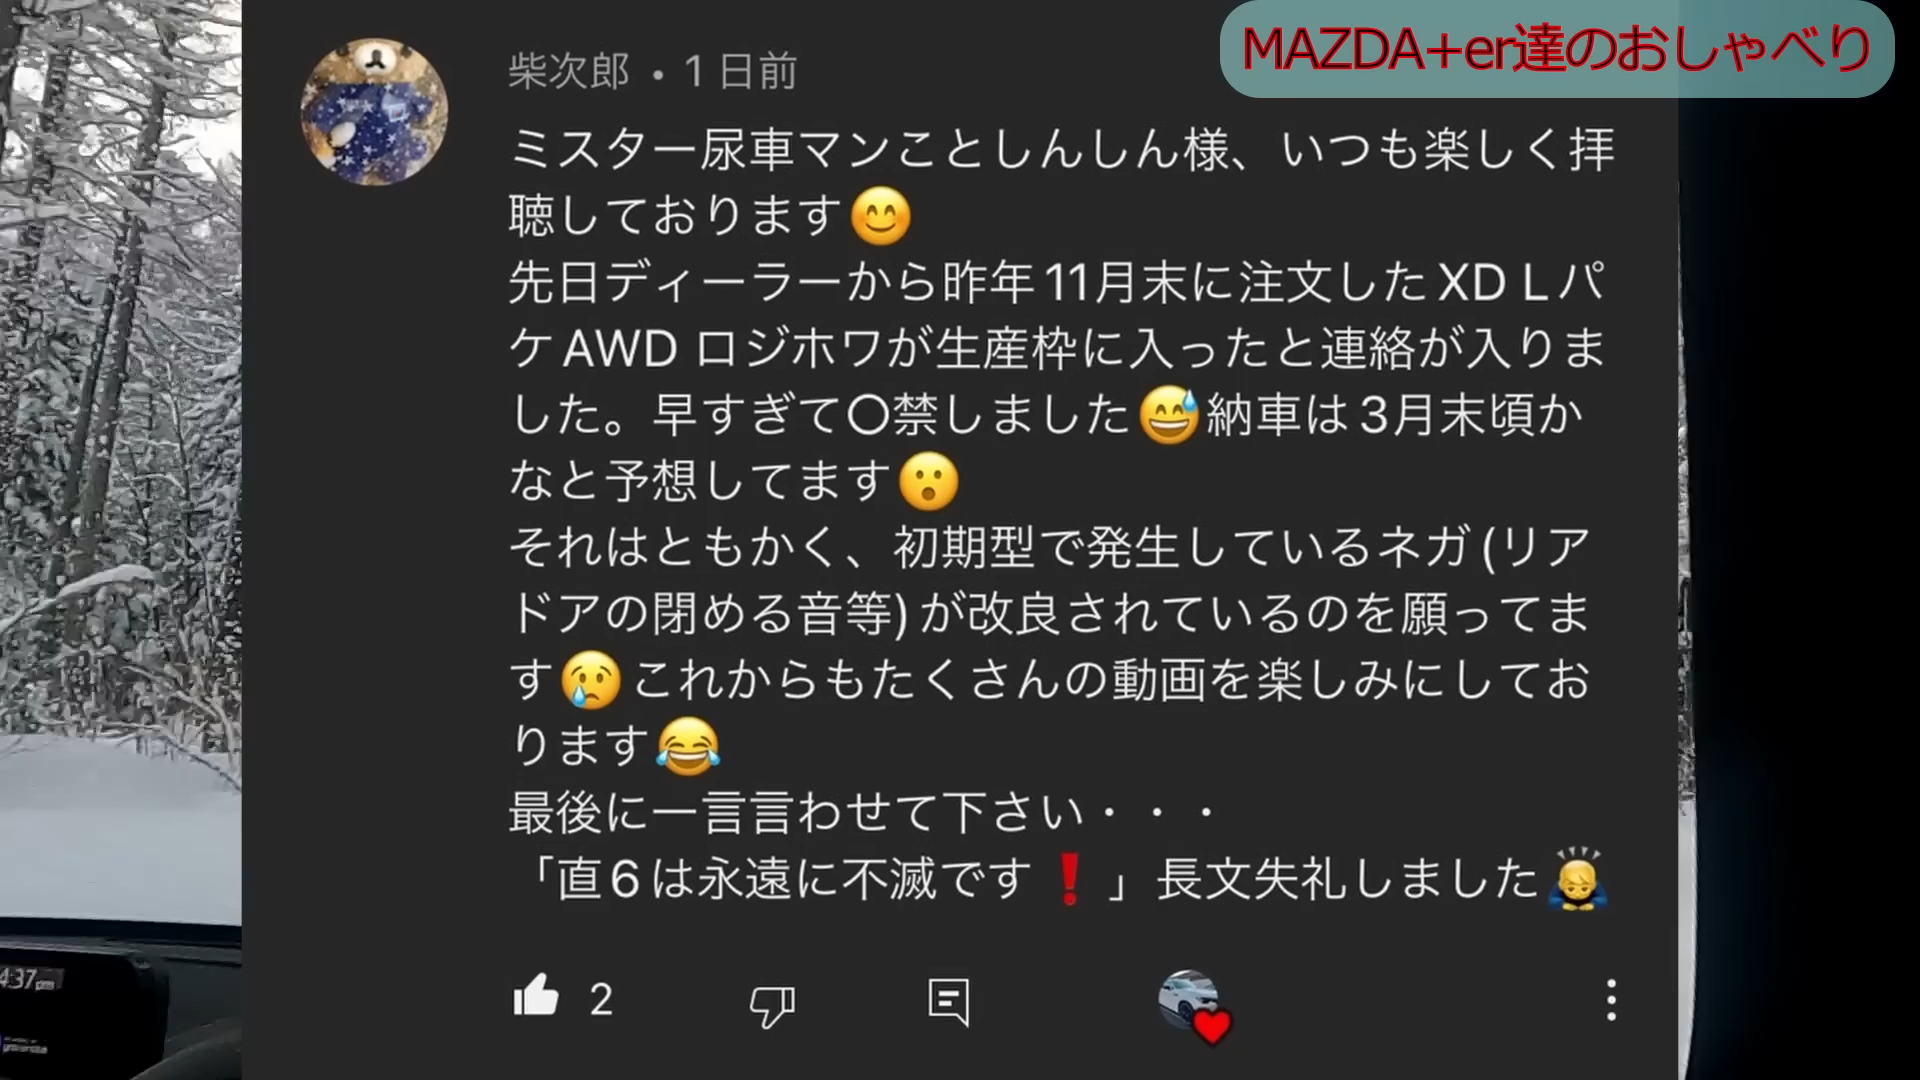 MAZDA+er達のおしゃべり
柴次郎・1日前
ミスター尿車マンことしんしん様、いつも楽しく拝
聴しております😊
先日ディーラーから昨年11月末に注文したXD Lパ
ケAWD ロジホワが生産枠に入ったと連絡が入りま
した。早すぎて〇禁しました😅納車は3月末頃か
なと予想してます😮
それはともかく、初期型で発生しているネガ(リア
ドアの閉める音等)が改良されているのを願ってま
す😢これからもたくさんの動画を楽しみにしてお
ります😂
最後に一言言わせて下さい・・・
「直6は永遠に不滅です❗」長文失礼しました🙇
2
4:37pm